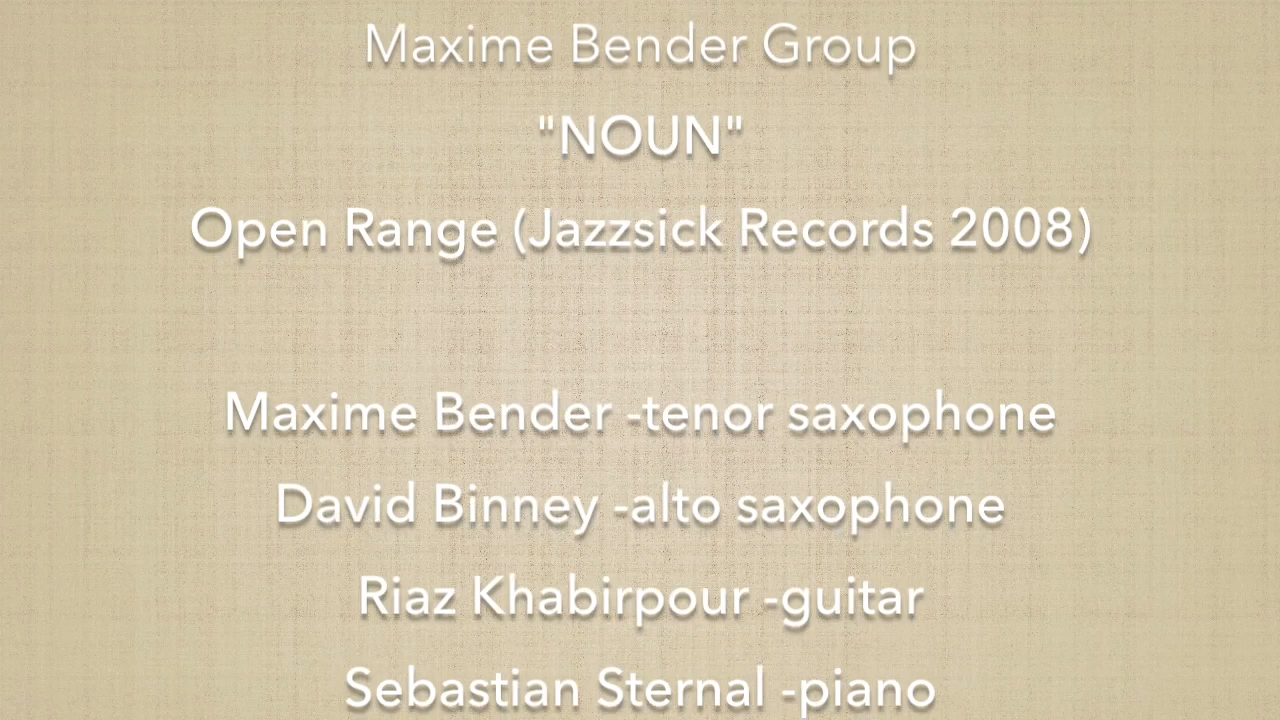 Maxime Bender Group
"NOUN"
Open Range (Jazzsick Records 2008)
Maxime Bender -tenor saxophone
David Binney -alto saxophone
Riaz Khabirpour -guitar
Sebastian Sternal -piano